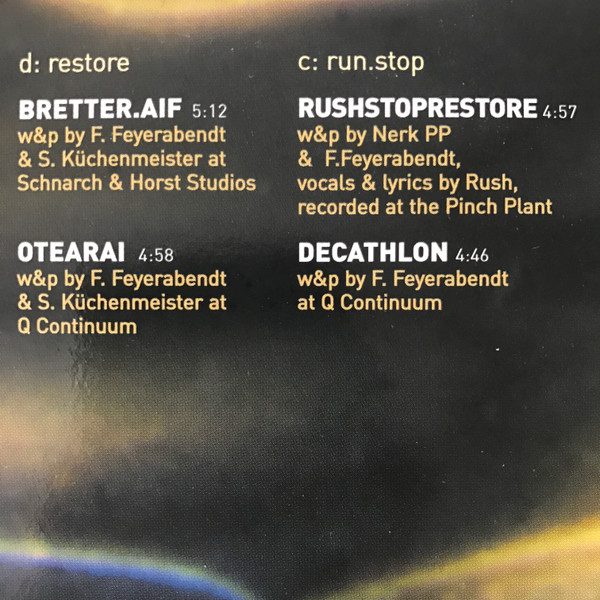 d: restore
BRETTER.AIF 5:12
w&p by F. Feyerabendt
& S. Küchenmeister at
Schnarch & Horst Studios
OTEARAI 4:58
w&p by F. Feyerabendt
& S. Küchenmeister at
Q Continuum
c: run.stop
RUSHSTOPRESTORE 4:57
w&p by Nerk PP
& F.Feyerabendt,
vocals & lyrics by Rush,
recorded at the Pinch Plant
DECATHLON 4:46
w&p by F. Feyerabendt
at Q Continuum